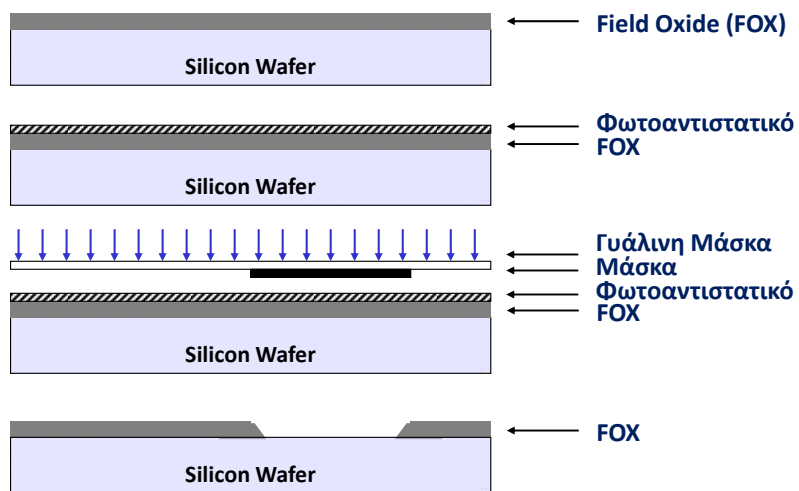 Field Oxide (FOX)
Silicon Wafer
Φωτοαντιστατικό
FOX
Silicon Wafer
Γυάλινη Μάσκα
Μάσκα
Φωτοαντιστατικό
FOX
Silicon Wafer
FOX
Silicon Wafer